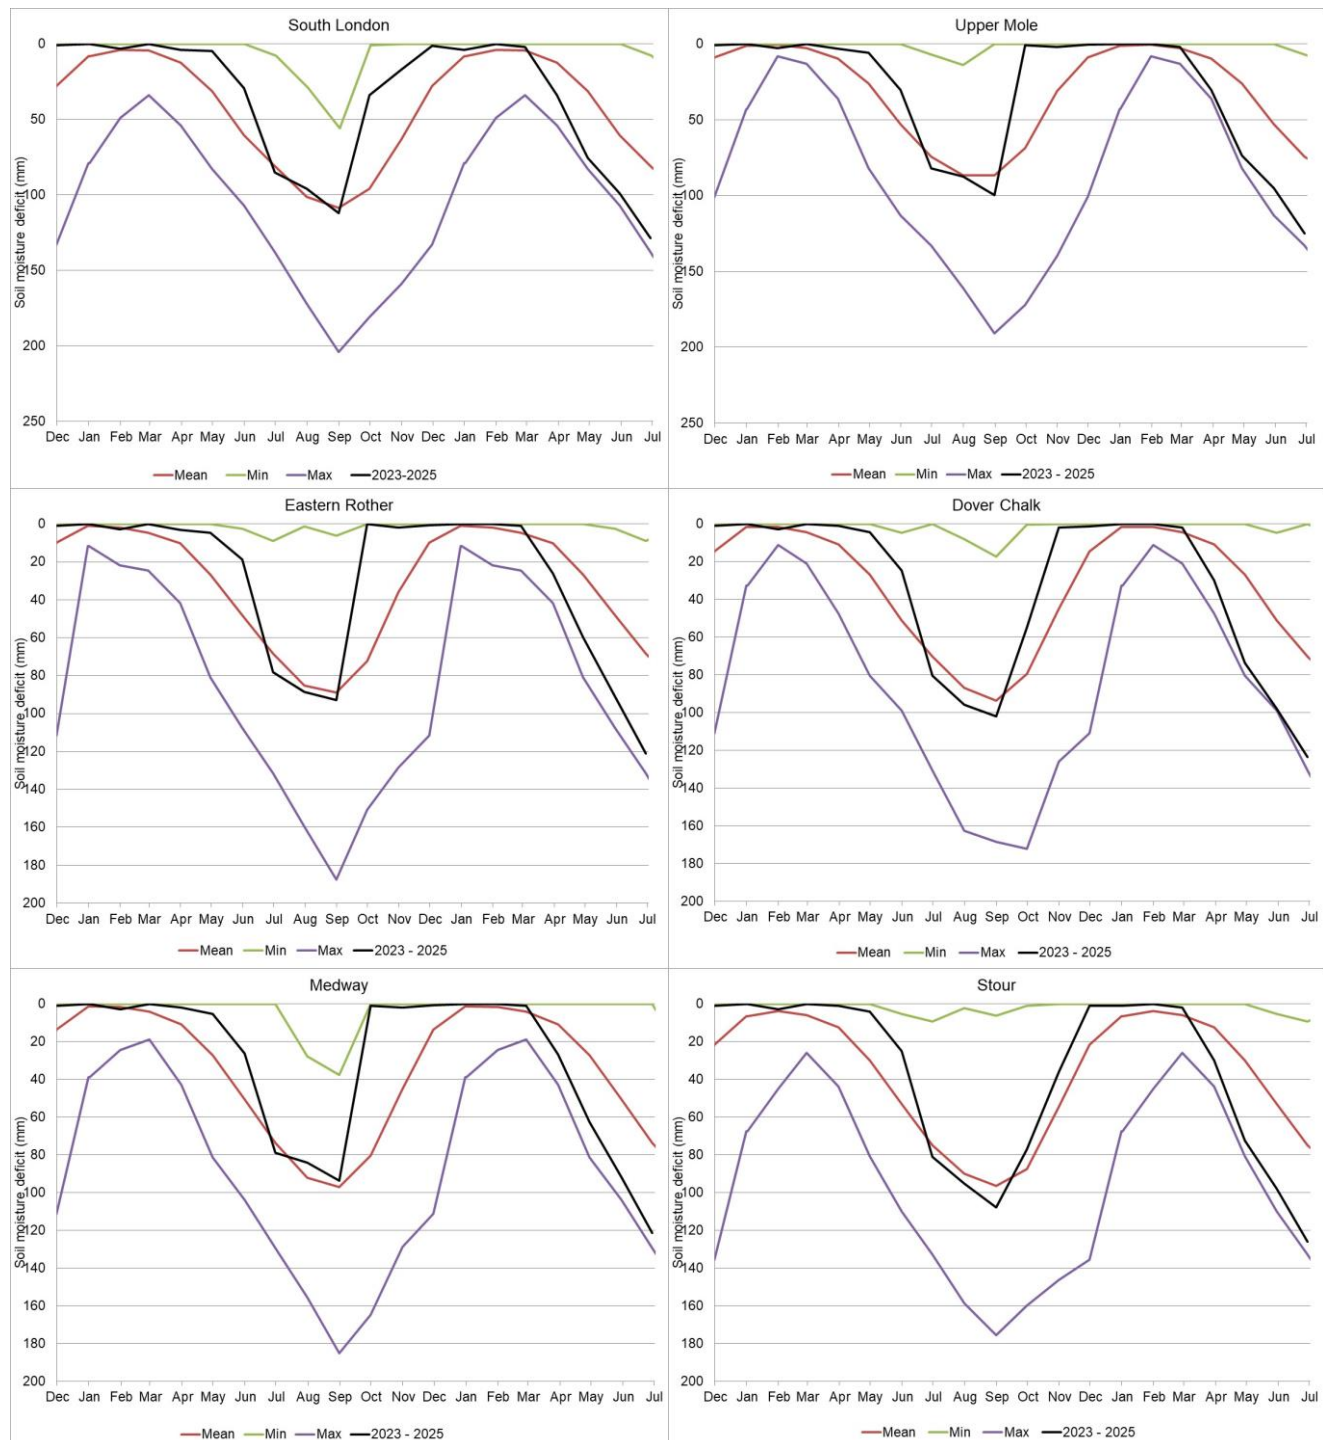 South London
Soil moisture deficit (mm)
0
50
100
150
200
250
Dec Jan Feb Mar Apr May Jun Jul Aug Sep Oct Nov Dec Jan Feb Mar Apr May Jun Jul
Mean Min Max 2023-2025
Upper Mole
Soil moisture deficit (mm)
0
50
100
150
200
250
Dec Jan Feb Mar Apr May Jun Jul Aug Sep Oct Nov Dec Jan Feb Mar Apr May Jun Jul
Mean Min Max 2023 - 2025
Eastern Rother
Soil moisture deficit (mm)
0
20
40
60
80
100
120
140
160
180
200
Dec Jan Feb Mar Apr May Jun Jul Aug Sep Oct Nov Dec Jan Feb Mar Apr May Jun Jul
Mean Min Max 2023 - 2025
Dover Chalk
Soil moisture deficit (mm)
0
20
40
60
80
100
120
140
160
180
200
Dec Jan Feb Mar Apr May Jun Jul Aug Sep Oct Nov Dec Jan Feb Mar Apr May Jun Jul
Mean Min Max 2023 - 2025
Medway
Soil moisture deficit (mm)
0
20
40
60
80
100
120
140
160
180
200
Dec Jan Feb Mar Apr May Jun Jul Aug Sep Oct Nov Dec Jan Feb Mar Apr May Jun Jul
Mean Min Max 2023 - 2025
Stour
Soil moisture deficit (mm)
0
20
40
60
80
100
120
140
160
180
200
Dec Jan Feb Mar Apr May Jun Jul Aug Sep Oct Nov Dec Jan Feb Mar Apr May Jun Jul
Mean Min Max 2023 - 2025